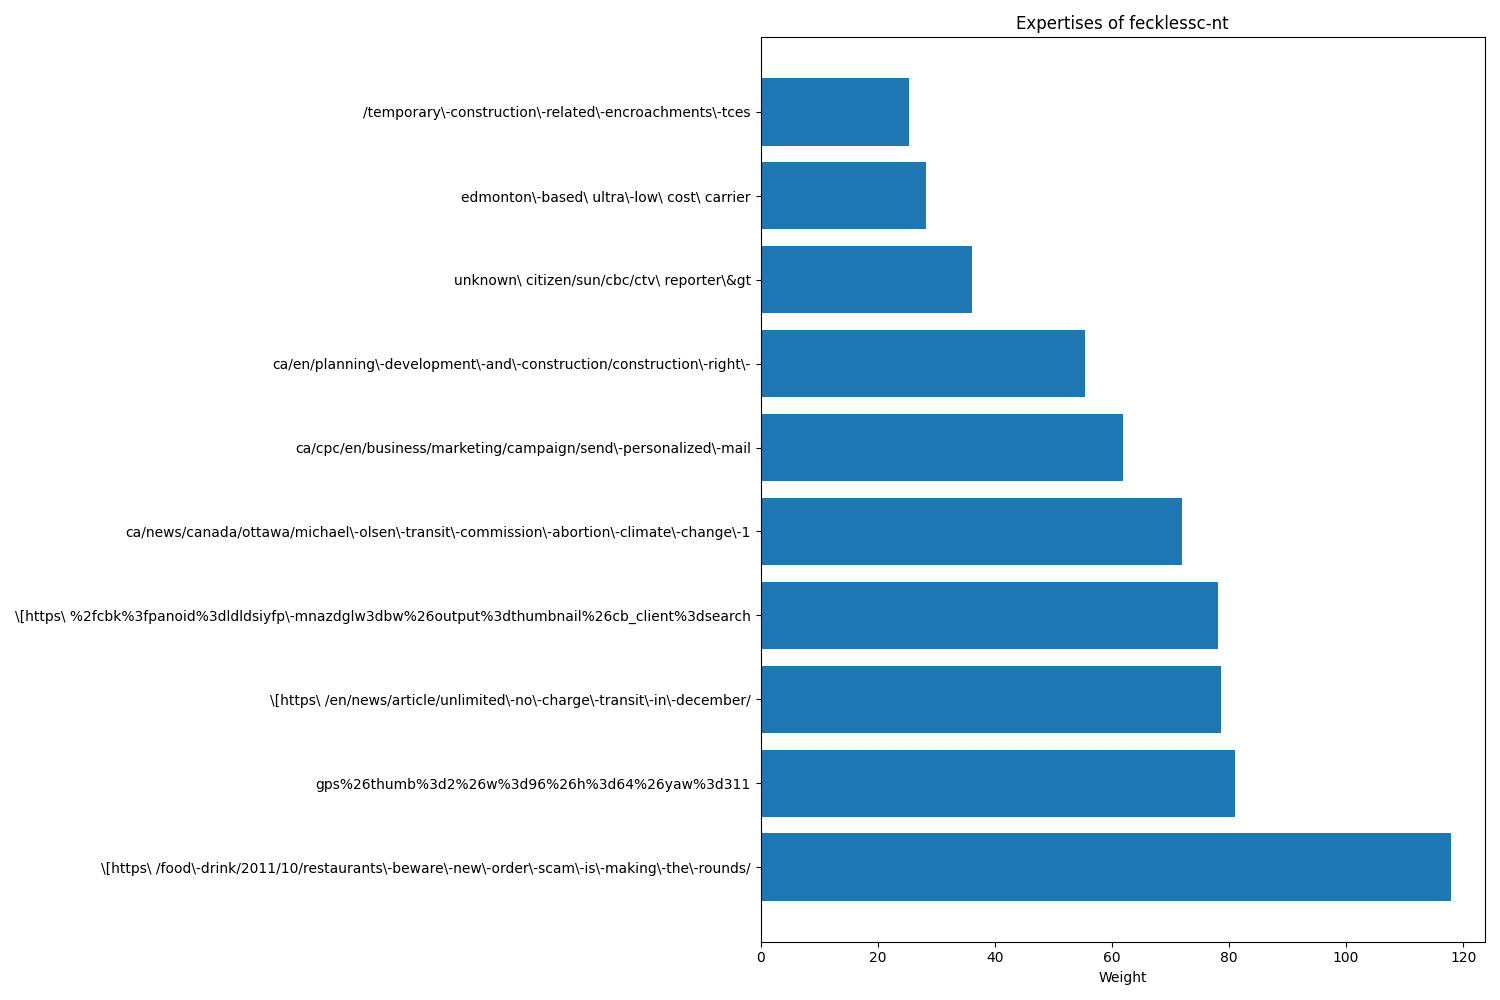 Expertises of fecklessc-nt
/temporary\-construction\-related\-encroachments\-tces
edmonton\-based\ ultra\-low\ cost\ carrier
unknown\ citizen/sun/cbc/ctv\ reporter\&gt
ca/en/planning\-development\-and\-construction/construction\-right\-
ca/cpc/en/business/marketing/campaign/send\-personalized\-mail
ca/news/canada/ottawa/michael\-olsen\-transit\-commission\-abortion\-climate\-change\-1
\[https\ %2fcbk%3fpanoid%3dldldsiyfp\-mnazdglw3dbw%26output%3dthumbnail%26cb_client%3dsearch
\[https\ /en/news/article/unlimited\-no\-charge\-transit\-in\-december/
gps%26thumb%3d2%26w%3d96%26h%3d64%26yaw%3d311
\[https\ /food\-drink/2011/10/restaurants\-beware\-new\-order\-scam\-is\-making\-the\-rounds/
0 20 40 60 80 100 120
Weight